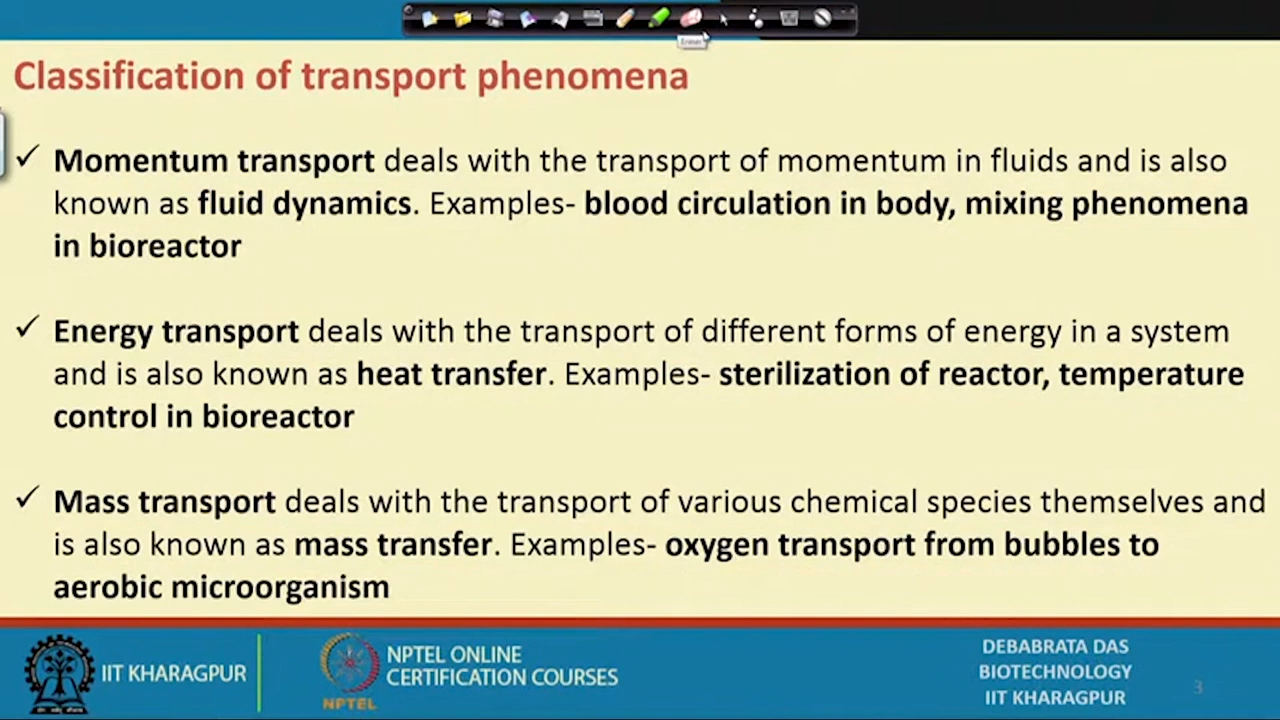 Eraser
Classification of transport phenomena
✓ Momentum transport deals with the transport of momentum in fluids and is also
known as fluid dynamics. Examples- blood circulation in body, mixing phenomena
in bioreactor
✓ Energy transport deals with the transport of different forms of energy in a system
and is also known as heat transfer. Examples- sterilization of reactor, temperature
control in bioreactor
✓ Mass transport deals with the transport of various chemical species themselves and
is also known as mass transfer. Examples- oxygen transport from bubbles to
aerobic microorganism
IIT KHARAGPUR
NPTEL
NPTEL ONLINE
CERTIFICATION COURSES
DEBABRATA DAS
BIOTECHNOLOGY
IIT KHARAGPUR
3